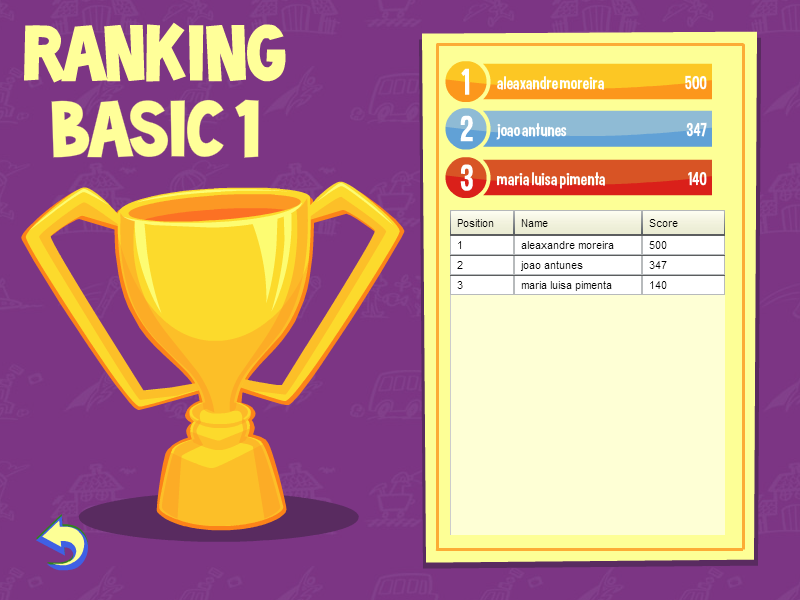 RANKING
BASIC 1
1 aleaxandre moreira 500
2 joao antunes 347
3 maria luisa pimenta 140
Position Name Score
1 aleaxandre moreira 500
2 joao antunes 347
3 maria luisa pimenta 140